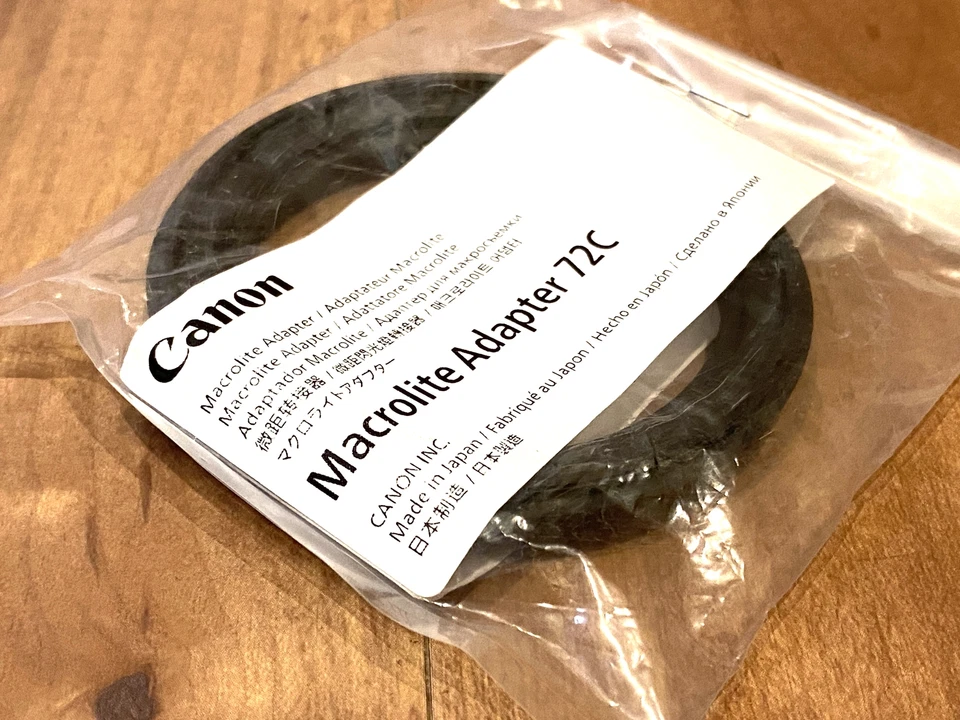 Canon
Macrolite Adapter / Adaptateur Macrolite
Macrolite Adapter / Adattatore Macrolite
Adaptador Macrolite / Адаптер для макросъемки
微距转接器 / 微距閃光燈轉接器 / 매크로라이트 어댑터
マクロライトアダプター
Macrolite Adapter 72C
CANON INC.
Made in Japan / Fabriqué au Japon / Hecho en Japón / Сделано в Японии
日本制造 / 日本製造